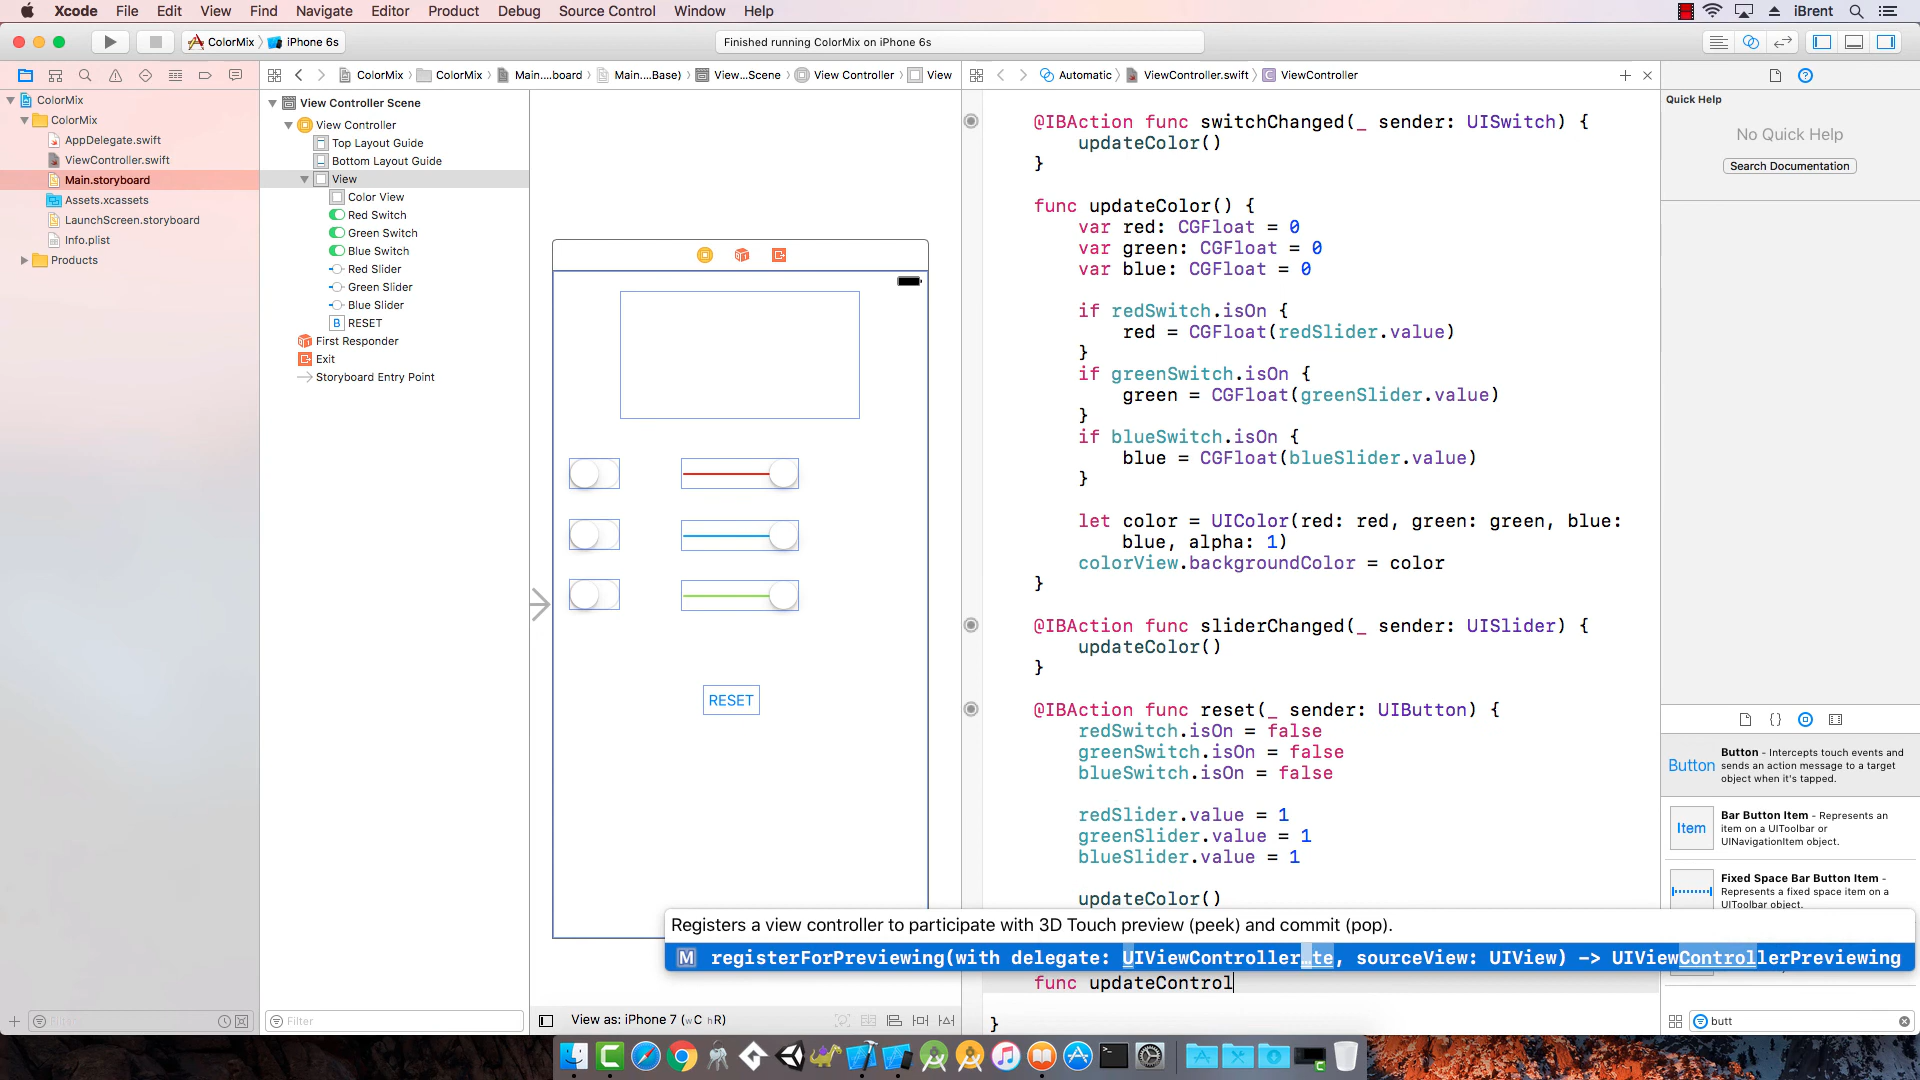 Xcode File Edit View Find Navigate Editor Product Debug Source Control Window Help iBrent
ColorMix iPhone 6s Finished running ColorMix on iPhone 6s
ColorMix ColorMix Main....board Main....Base) View...Scene View Controller View
Automatic ViewController.swift ViewController
ColorMix
ColorMix
AppDelegate.swift
ViewController.swift
Main.storyboard
Assets.xcassets
LaunchScreen.storyboard
Info.plist
Products
View Controller Scene
View Controller
Top Layout Guide
Bottom Layout Guide
View
Color View
Red Switch
Green Switch
Blue Switch
Red Slider
Green Slider
Blue Slider
B RESET
First Responder
Exit
Storyboard Entry Point
RESET
@IBAction func switchChanged(_ sender: UISwitch) {
updateColor()
}
func updateColor() {
var red: CGFloat = 0
var green: CGFloat = 0
var blue: CGFloat = 0
if redSwitch.isOn {
red = CGFloat(redSlider.value)
}
if greenSwitch.isOn {
green = CGFloat(greenSlider.value)
}
if blueSwitch.isOn {
blue = CGFloat(blueSlider.value)
}
let color = UIColor(red: red, green: green, blue:
blue, alpha: 1)
colorView.backgroundColor = color
}
@IBAction func sliderChanged(_ sender: UISlider) {
updateColor()
}
@IBAction func reset(_ sender: UIButton) {
redSwitch.isOn = false
greenSwitch.isOn = false
blueSwitch.isOn = false
redSlider.value = 1
greenSlider.value = 1
blueSlider.value = 1
updateColor()
Registers a view controller to participate with 3D Touch preview (peek) and commit (pop).
M registerForPreviewing(with delegate: UIViewController…te, sourceView: UIView) -> UIViewControllerPreviewing
func updateControl
}
Quick Help
No Quick Help
Search Documentation
Button
Button - Intercepts touch events and
sends an action message to a target
object when it's tapped.
Item
Bar Button Item - Represents an
item on a UIToolbar or
UINavigationItem object.
Fixed Space Bar Button Item -
Represents a fixed space item on a
UIToolbar object.
Filter
Filter
View as: iPhone 7 (wC hR)
butt